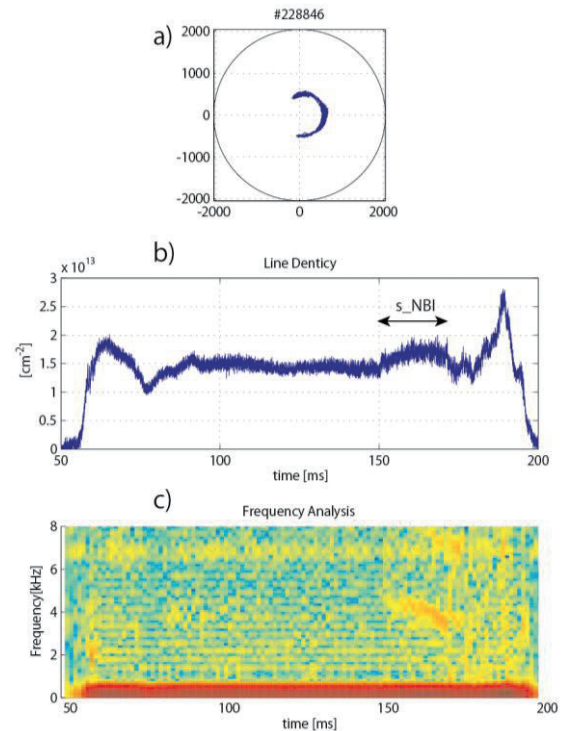 #228846
a)
2000
1000
0
-1000
-2000
-2000 0 2000
b)
Line Denticy
x 10^13
3
2.5
2
1.5
1
0.5
0
[cm^-2]
s_NBI
50 100 150 200
time [ms]
c)
Frequency Analysis
8
6
4
2
0
Frequency[kHz]
50 100 150 200
time [ms]